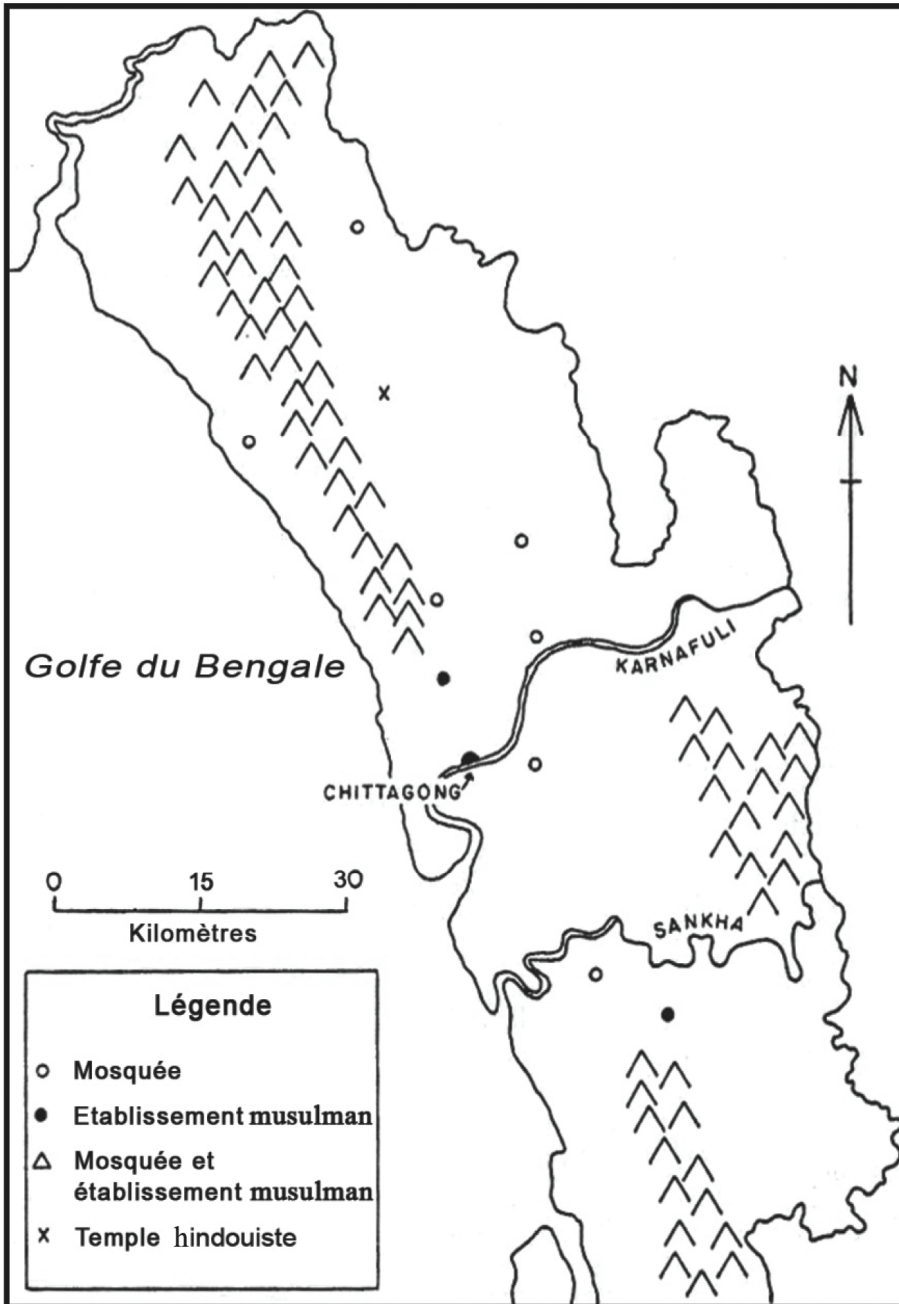 N
Golfe du Bengale
KARNAFULI
CHITTAGONG
0 15 30
Kilomètres
SANKHA
Légende
Mosquée
Etablissement musulman
Mosquée et
établissement musulman
Temple hindouiste